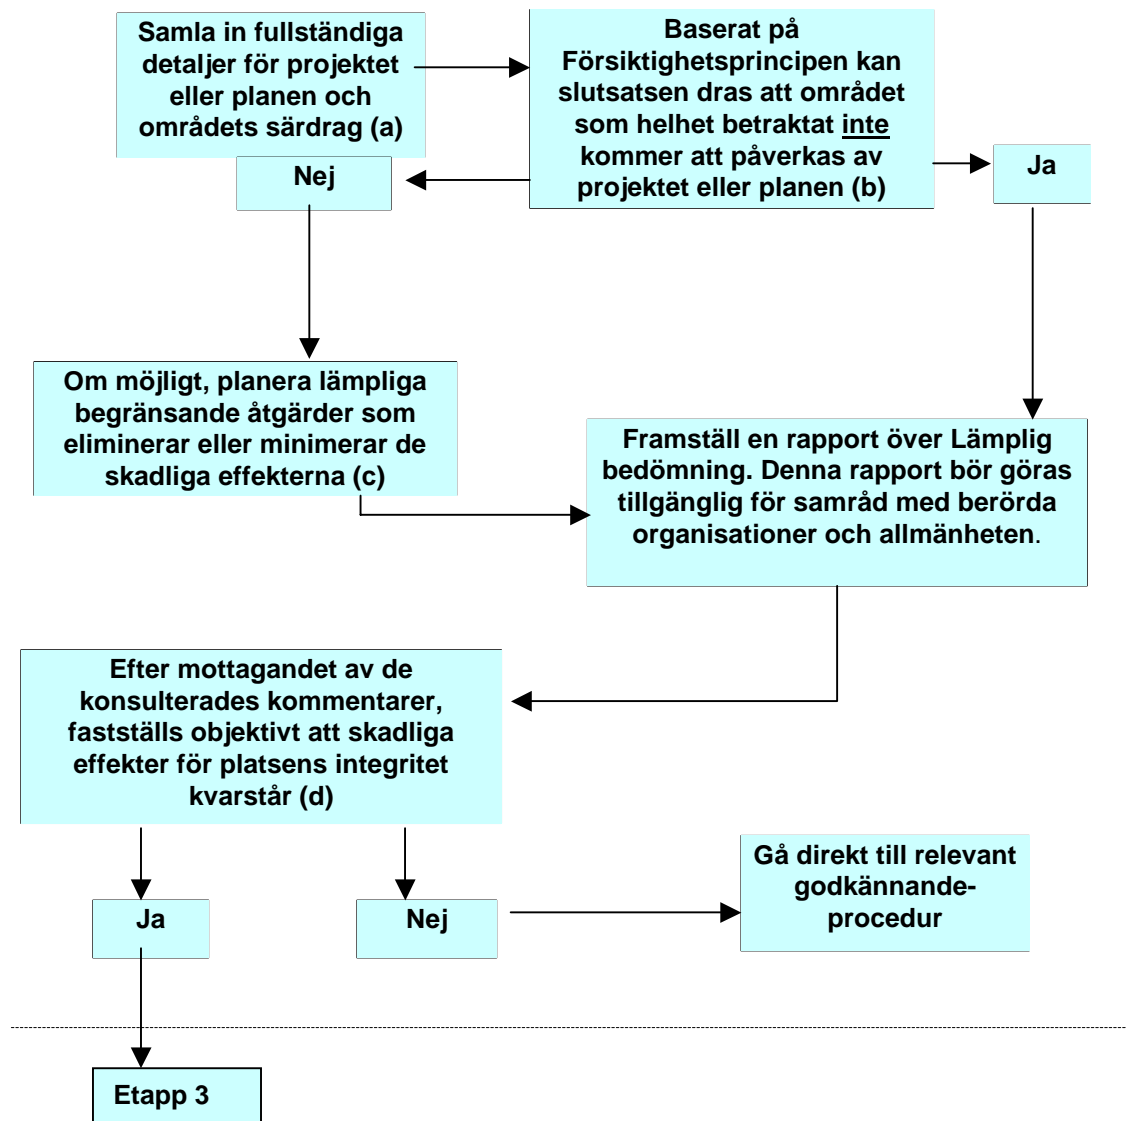 Samla in fullständiga
detaljer för projektet
eller planen och
områdets särdrag (a)
Baserat på
Försiktighetsprincipen kan
slutsatsen dras att området
som helhet betraktat inte
kommer att påverkas av
projektet eller planen (b)
Nej
Ja
Om möjligt, planera lämpliga
begränsande åtgärder som
eliminerar eller minimerar de
skadliga effekterna (c)
Framställ en rapport över Lämplig
bedömning. Denna rapport bör göras
tillgänglig för samråd med berörda
organisationer och allmänheten.
Efter mottagandet av de
konsulterades kommentarer,
fastställs objektivt att skadliga
effekter för platsens integritet
kvarstår (d)
Ja
Nej
Gå direkt till relevant
godkännande-
procedur
Etapp 3